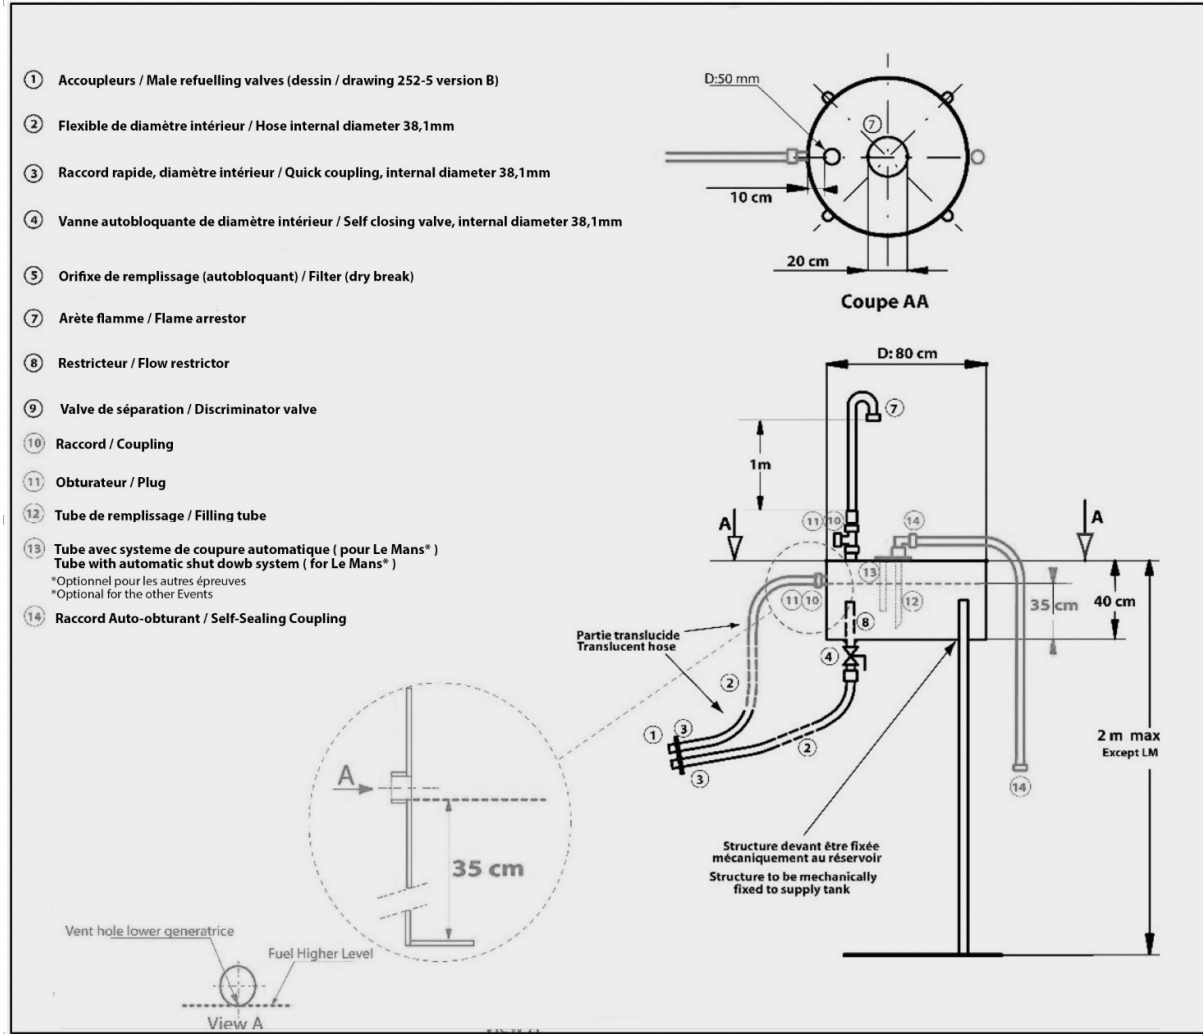 1 Accoupleurs / Male refuelling valves (dessin / drawing 252-5 version B)
2 Flexible de diamètre intérieur / Hose internal diameter 38,1mm
3 Raccord rapide, diamètre intérieur / Quick coupling, internal diameter 38,1mm
4 Vanne autobloquante de diamètre intérieur / Self closing valve, internal diameter 38,1mm
5 Orifixe de remplissage (autobloquant) / Filter (dry break)
7 Arète flamme / Flame arrestor
8 Restricteur / Flow restrictor
9 Valve de séparation / Discriminator valve
10 Raccord / Coupling
11 Obturateur / Plug
12 Tube de remplissage / Filling tube
13 Tube avec systeme de coupure automatique ( pour Le Mans* )
Tube with automatic shut dowb system ( for Le Mans* )
*Optionnel pour les autres épreuves
*Optional for the other Events
14 Raccord Auto-obturant / Self-Sealing Coupling
D:50 mm
7
10 cm
20 cm
Coupe AA
D: 80 cm
7
1m
A
11 10
14
A
13
12
11 10
8
35 cm
40 cm
Partie translucide
Translucent hose
4
2
1 3
2
3
2 m max
Except LM
14
Structure devant être fixée
mécaniquement au réservoir
Structure to be mechanically
fixed to supply tank
A
35 cm
Vent hole lower generatrice
Fuel Higher Level
View A